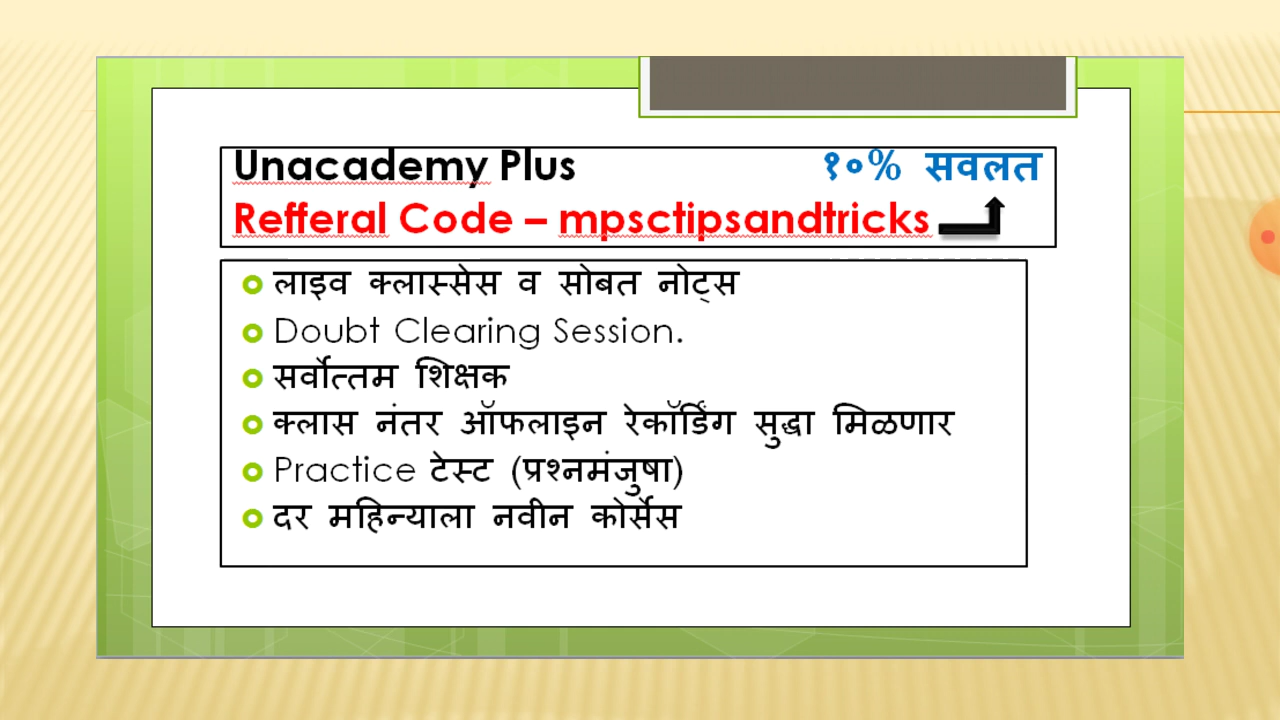 Unacademy Plus १०% सवलत
Refferal Code – mpsctipsandtricks
लाइव क्लास्सेस व सोबत नोट्स
Doubt Clearing Session.
सर्वोत्तम शिक्षक
क्लास नंतर ऑफलाइन रेकॉर्डिंग सुद्धा मिळणार
Practice टेस्ट (प्रश्नमंजुषा)
दर महिन्याला नवीन कोर्सेस